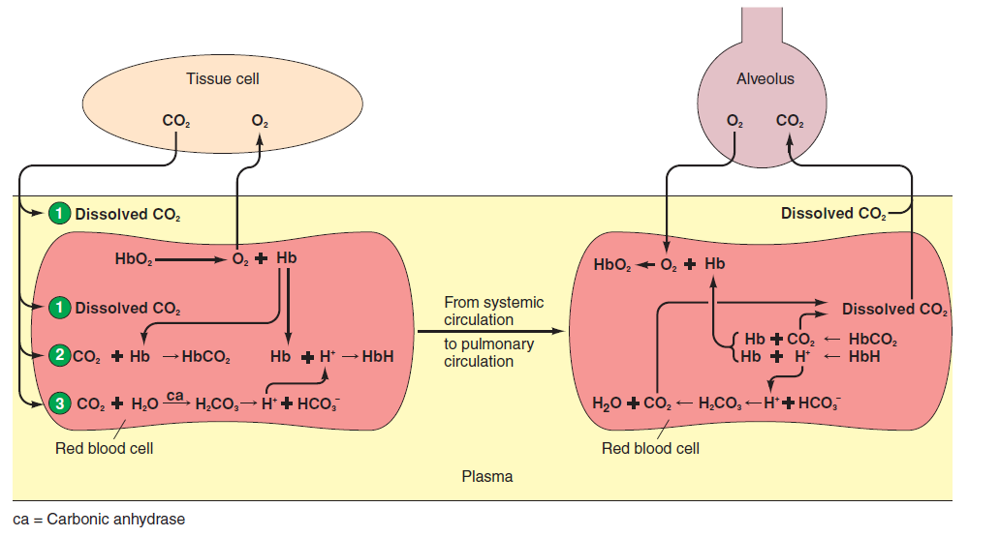 Tissue cell
CO₂ O₂
Alveolus
O₂ CO₂
1 Dissolved CO₂
HbO₂ → O₂ + Hb
1 Dissolved CO₂
2 CO₂ + Hb → HbCO₂
Hb + H⁺ → HbH
3 CO₂ + H₂O ca→ H₂CO₃ → H⁺ + HCO₃⁻
Red blood cell
From systemic
circulation
to pulmonary
circulation
Dissolved CO₂
HbO₂ ← O₂ + Hb
Dissolved CO₂
Hb + CO₂ ← HbCO₂
Hb + H⁺ ← HbH
H₂O + CO₂ ← H₂CO₃ ← H⁺ + HCO₃⁻
Red blood cell
Plasma
ca = Carbonic anhydrase